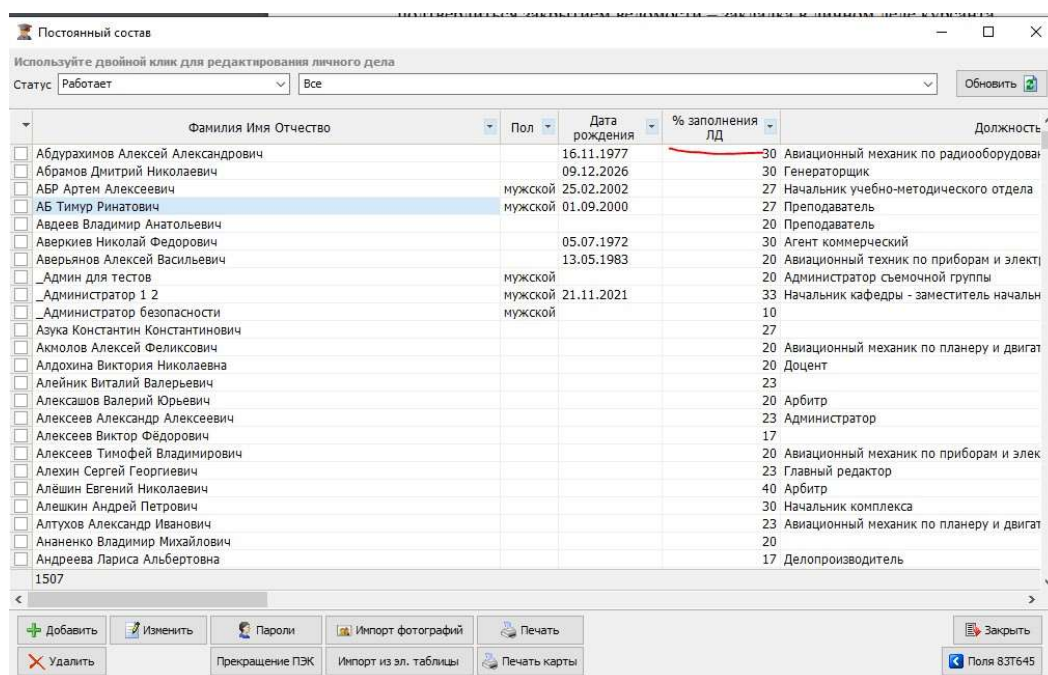 подтвердиться закрытием ведомости – закладка в личном деле курсанта
Постоянный состав
Используйте двойной клик для редактирования личного дела
Статус Работает Все Обновить
Фамилия Имя Отчество Пол Дата рождения % заполнения ЛД Должность
Абдурахимов Алексей Александрович 16.11.1977 30 Авиационный механик по радиооборудован
Абрамов Дмитрий Николаевич 09.12.2026 30 Генераторщик
АБР Артем Алексеевич мужской 25.02.2002 27 Начальник учебно-методического отдела
АБ Тимур Ринатович мужской 01.09.2000 27 Преподаватель
Авдеев Владимир Анатольевич 20 Преподаватель
Аверкиев Николай Федорович 05.07.1972 30 Агент коммерческий
Аверьянов Алексей Васильевич 13.05.1983 20 Авиационный техник по приборам и электр
_Админ для тестов мужской 20 Администратор съемочной группы
_Администратор 1 2 мужской 21.11.2021 33 Начальник кафедры - заместитель начальн
_Администратор безопасности мужской 10
Азука Константин Константинович 27
Акмолов Алексей Феликсович 20 Авиационный механик по планеру и двигат
Алдохина Виктория Николаевна 20 Доцент
Алейник Виталий Валерьевич 23
Алексашов Валерий Юрьевич 20 Арбитр
Алексеев Александр Алексеевич 23 Администратор
Алексеев Виктор Фёдорович 17
Алексеев Тимофей Владимирович 20 Авиационный механик по приборам и элек
Алехин Сергей Георгиевич 23 Главный редактор
Алёшин Евгений Николаевич 40 Арбитр
Алешкин Андрей Петрович 30 Начальник комплекса
Алтухов Александр Иванович 23 Авиационный механик по планеру и двигат
Ананенко Владимир Михайлович 20
Андреева Лариса Альбертовна 17 Делопроизводитель
1507
Добавить Изменить Пароли Импорт фотографий Печать Закрыть
Удалить Прекращение ПЭК Импорт из эл. таблицы Печать карты Поля 83Т645